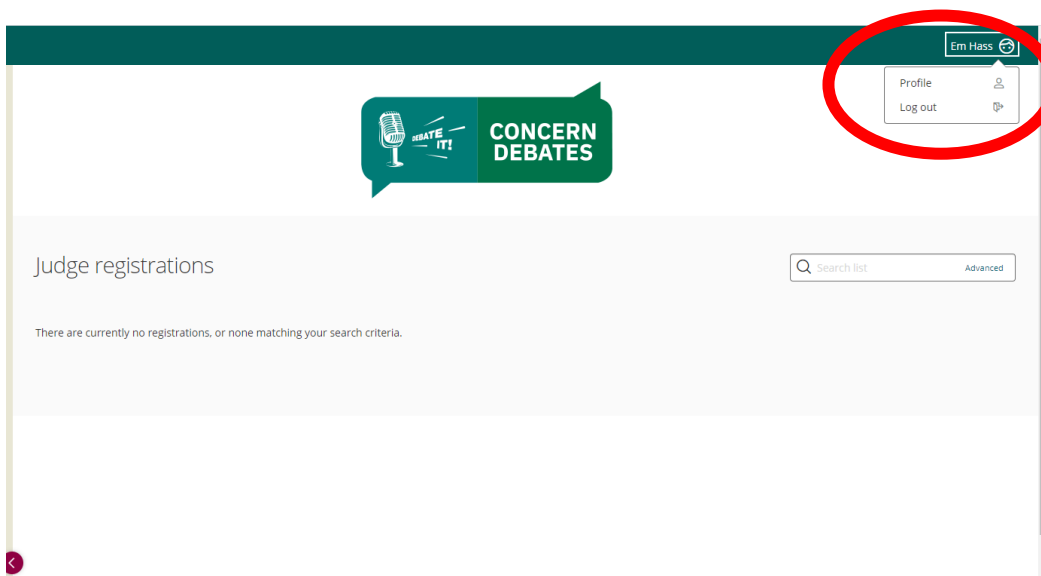 Em Hass
Profile
Log out
DEBATE
IT!
CONCERN
DEBATES
Judge registrations
Search list
Advanced
There are currently no registrations, or none matching your search criteria.